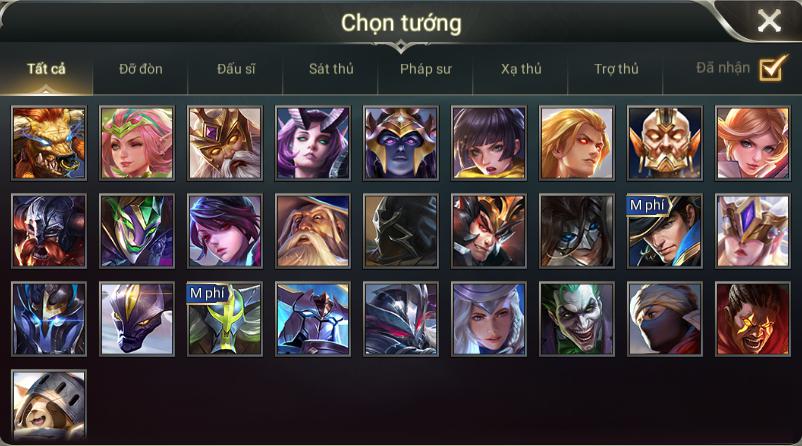 Chọn tướng
Tất cả Đỡ đòn Đấu sĩ Sát thủ Pháp sư Xạ thủ Trợ thủ Đã nhận
M phí
M phí